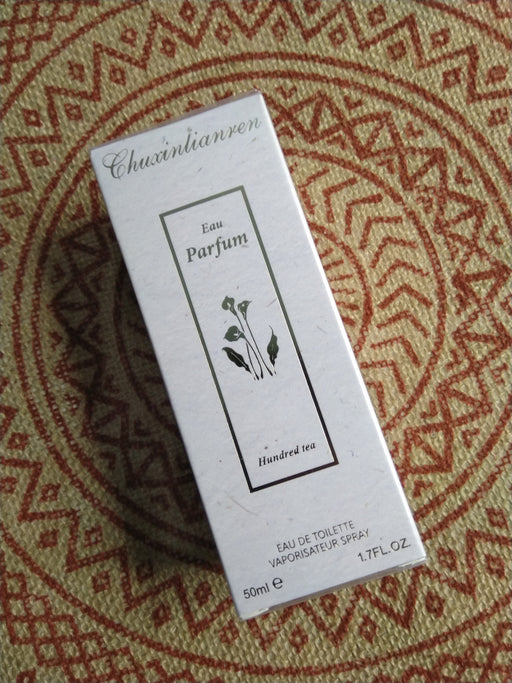 Chuxinlianren
Eau
Parfum
Hundred tea
EAU DE TOILETTE
VAPORISATEUR SPRAY
50ml ℮ 1.7FL.OZ